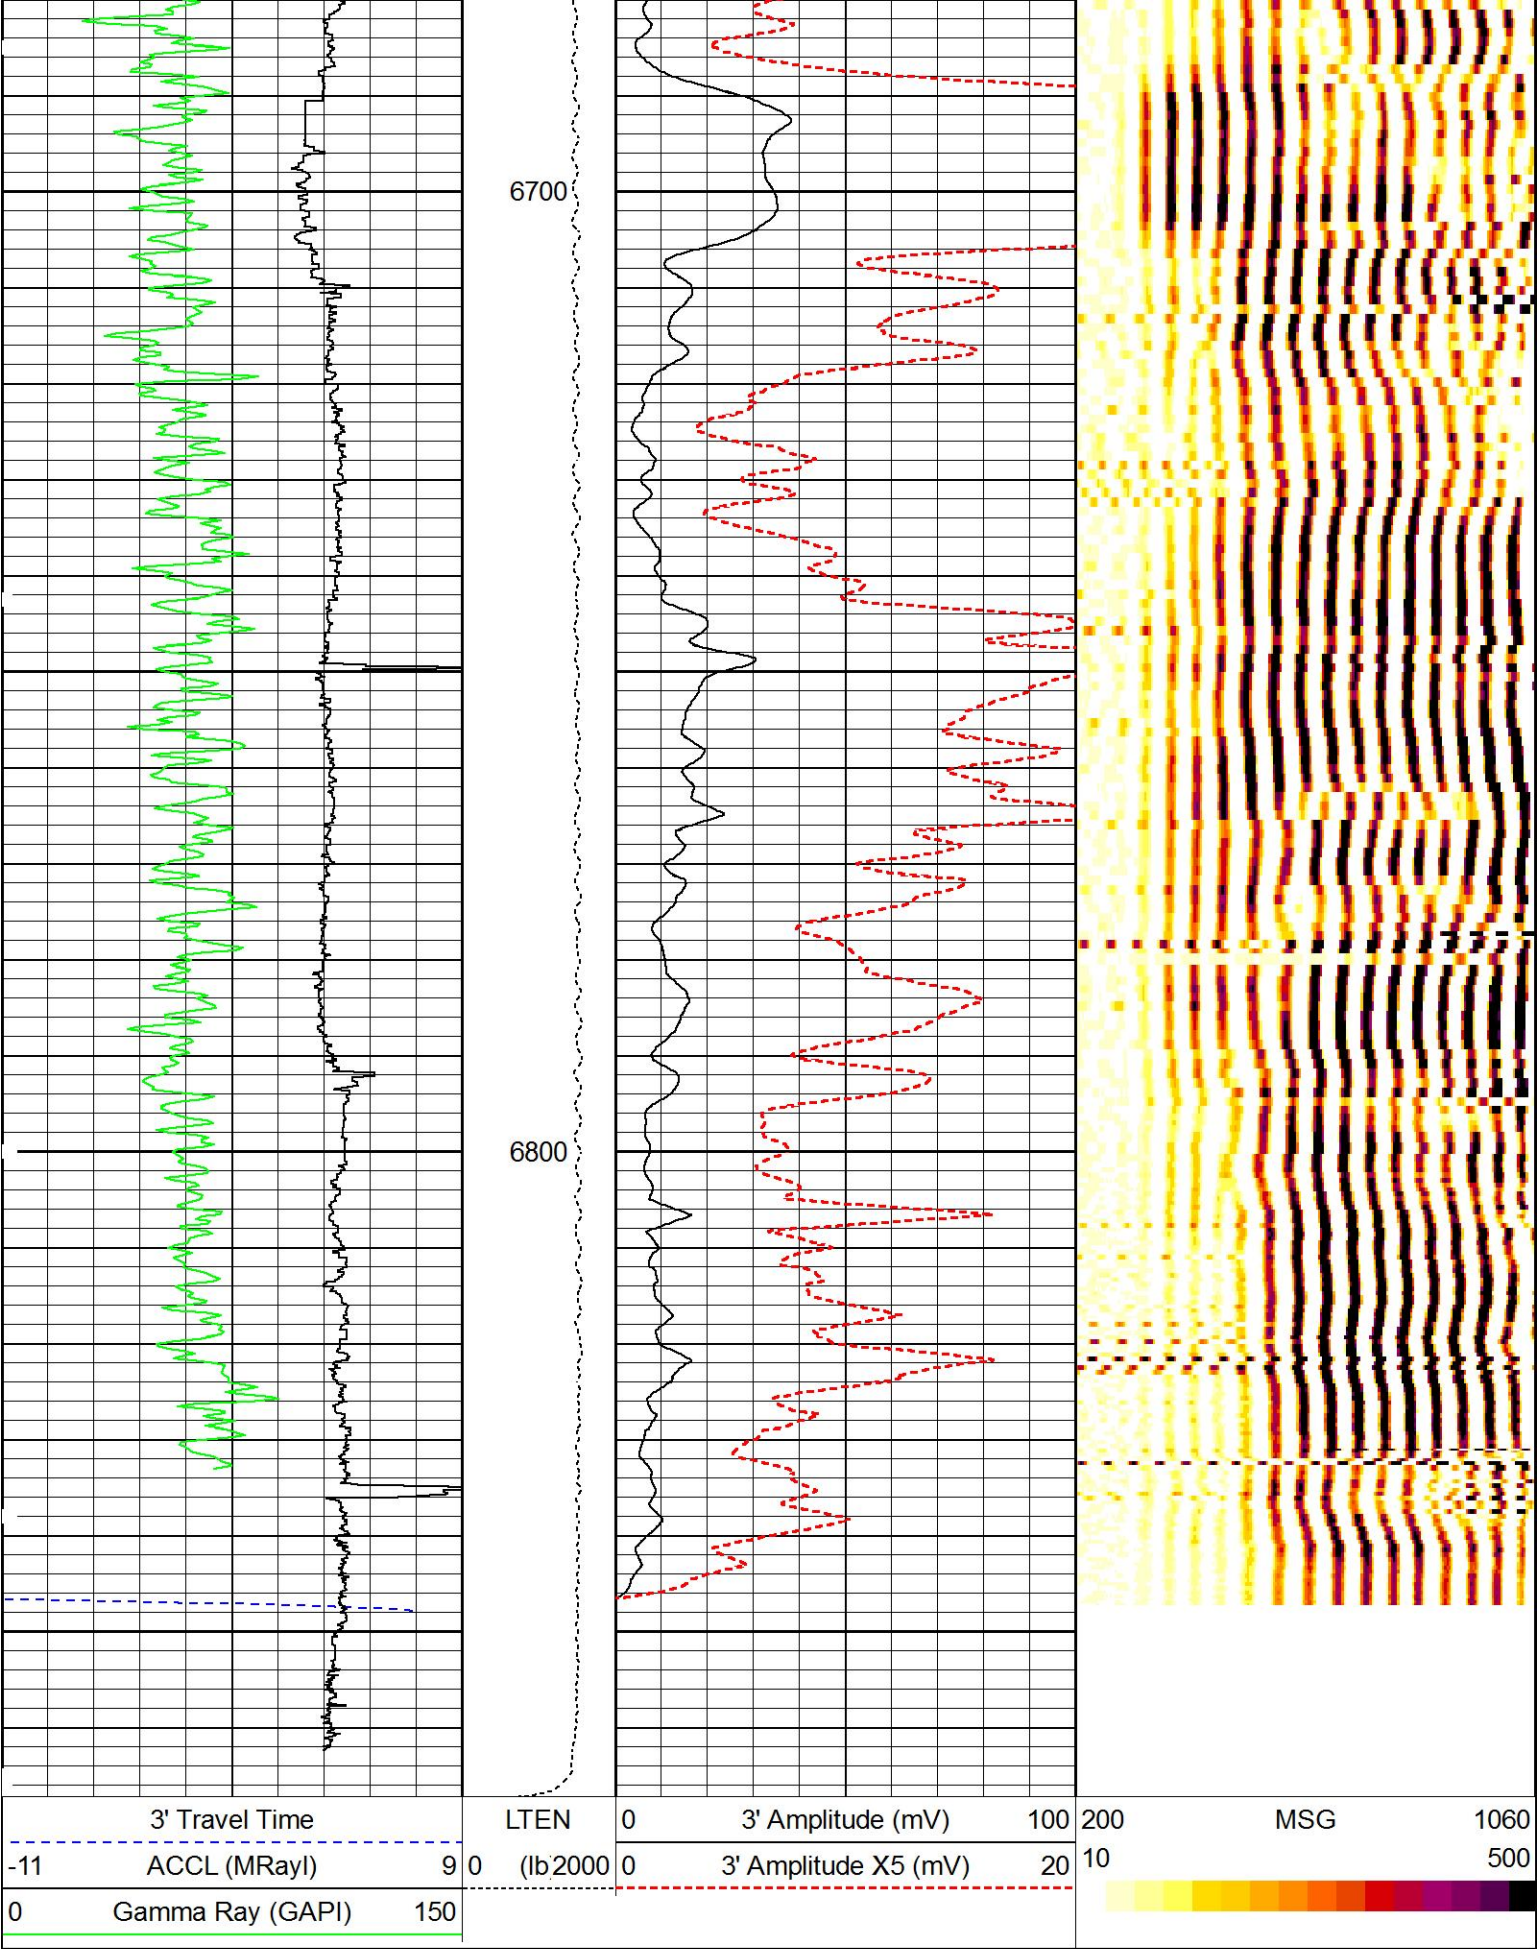 6700
6800
3' Travel Time LTEN 0 3' Amplitude (mV) 100 200 MSG 1060
-11 ACCL (MRayl) 9 0 (lb 2000 0 3' Amplitude X5 (mV) 20 10 500
0 Gamma Ray (GAPI) 150